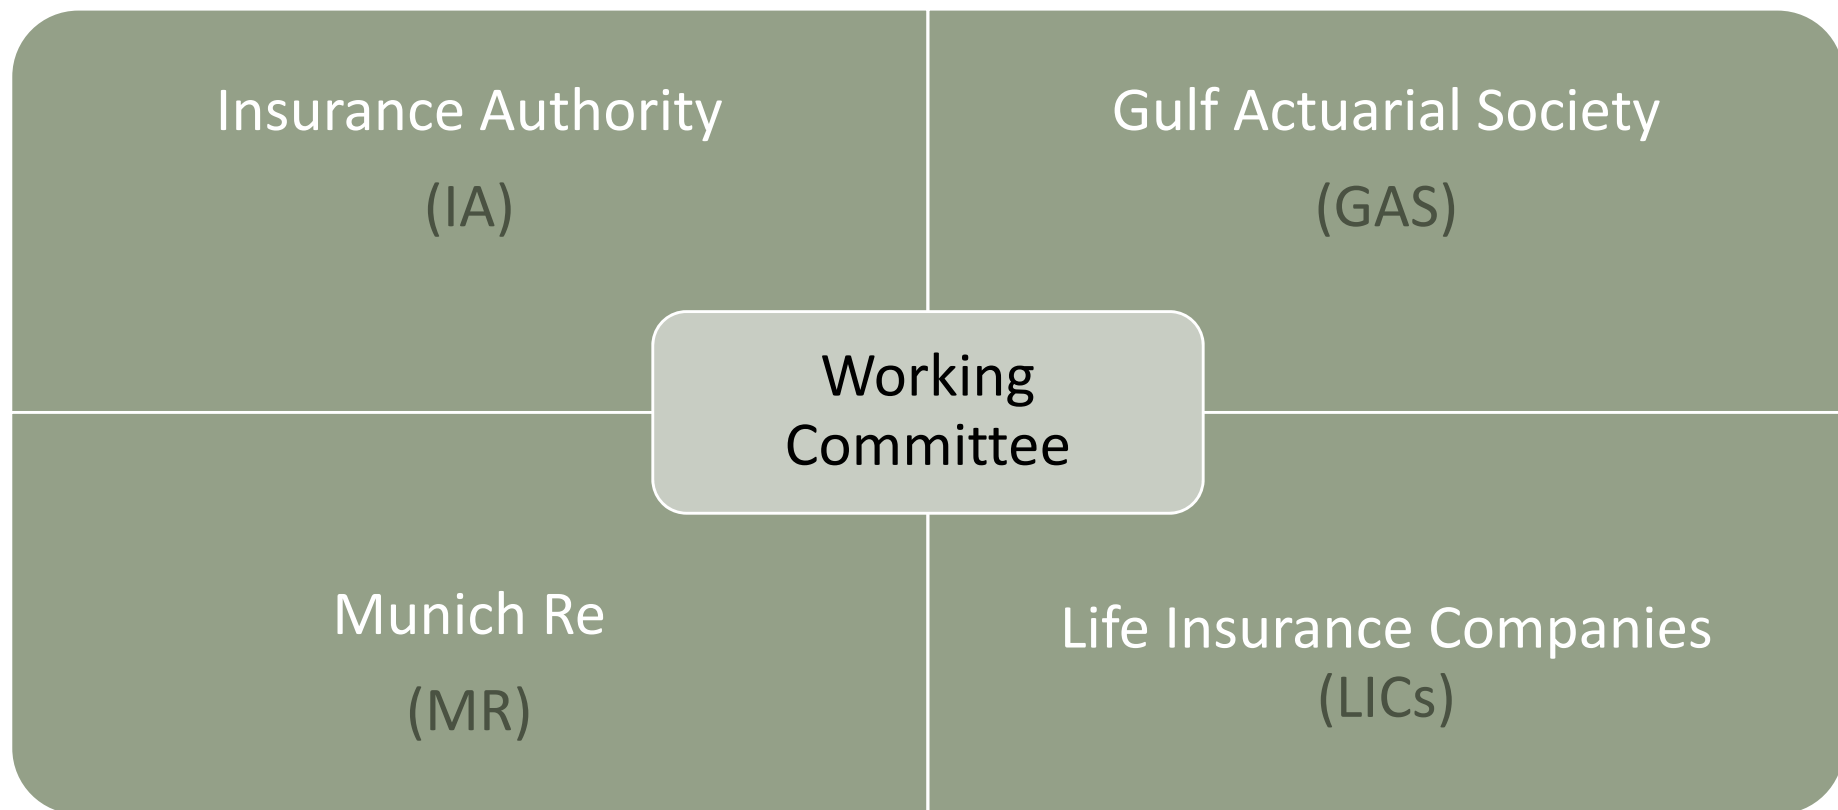 Insurance Authority
(IA)
Gulf Actuarial Society
(GAS)
Working
Committee
Munich Re
(MR)
Life Insurance Companies
(LICs)